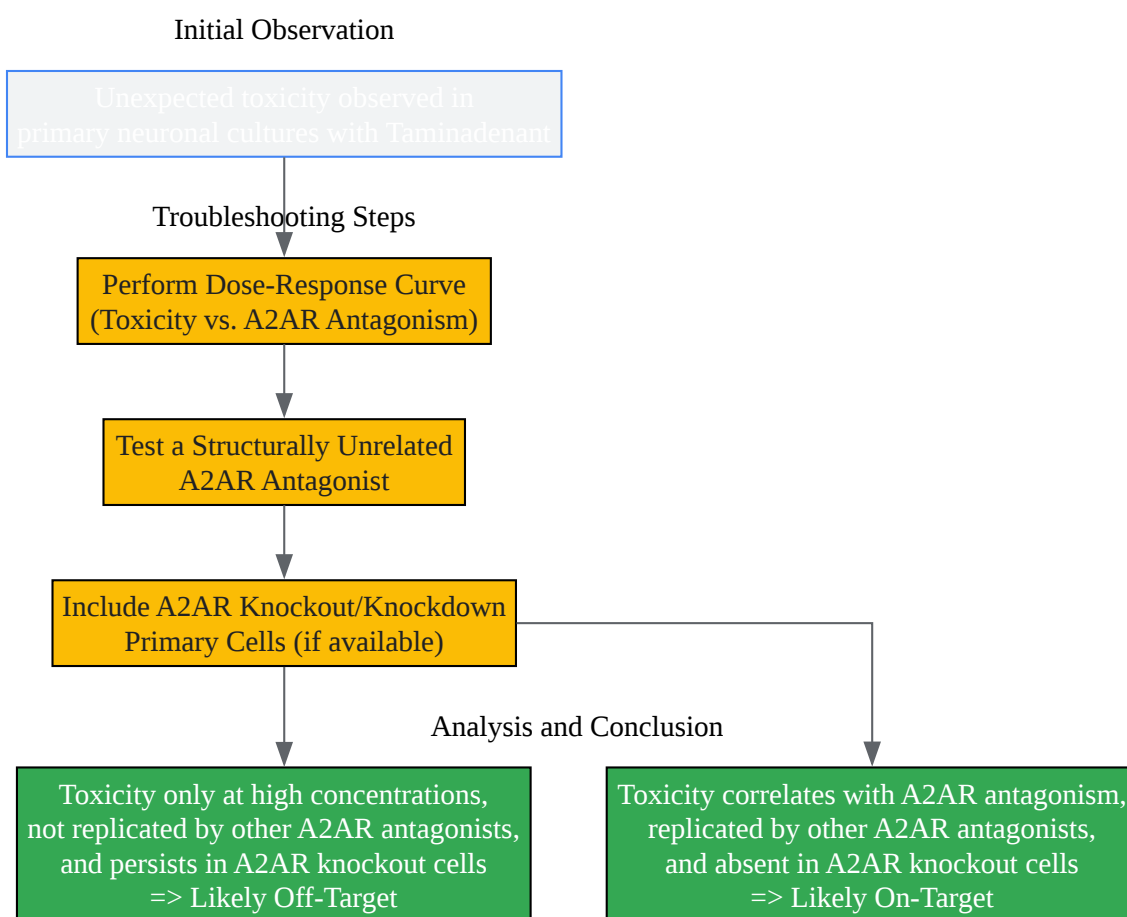 Initial Observation
Unexpected toxicity observed in
primary neuronal cultures with Taminadenant
Troubleshooting Steps
Perform Dose-Response Curve
(Toxicity vs. A2AR Antagonism)
Test a Structurally Unrelated
A2AR Antagonist
Include A2AR Knockout/Knockdown
Primary Cells (if available)
Analysis and Conclusion
Toxicity only at high concentrations,
not replicated by other A2AR antagonists,
and persists in A2AR knockout cells
=> Likely Off-Target
Toxicity correlates with A2AR antagonism,
replicated by other A2AR antagonists,
and absent in A2AR knockout cells
=> Likely On-Target